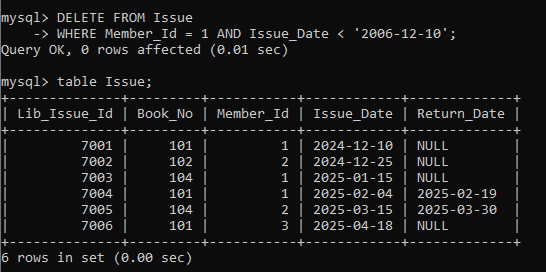 mysql> DELETE FROM Issue
    -> WHERE Member_Id = 1 AND Issue_Date < '2006-12-10';
Query OK, 0 rows affected (0.01 sec)
mysql> table Issue;
+--------------+---------+-----------+------------+-------------+
| Lib_Issue_Id | Book_No | Member_Id | Issue_Date | Return_Date |
+--------------+---------+-----------+------------+-------------+
|         7001 |     101 |         1 | 2024-12-10 | NULL        |
|         7002 |     102 |         2 | 2024-12-25 | NULL        |
|         7003 |     104 |         1 | 2025-01-15 | NULL        |
|         7004 |     101 |         1 | 2025-02-04 | 2025-02-19  |
|         7005 |     104 |         2 | 2025-03-15 | 2025-03-30  |
|         7006 |     101 |         3 | 2025-04-18 | NULL        |
+--------------+---------+-----------+------------+-------------+
6 rows in set (0.00 sec)